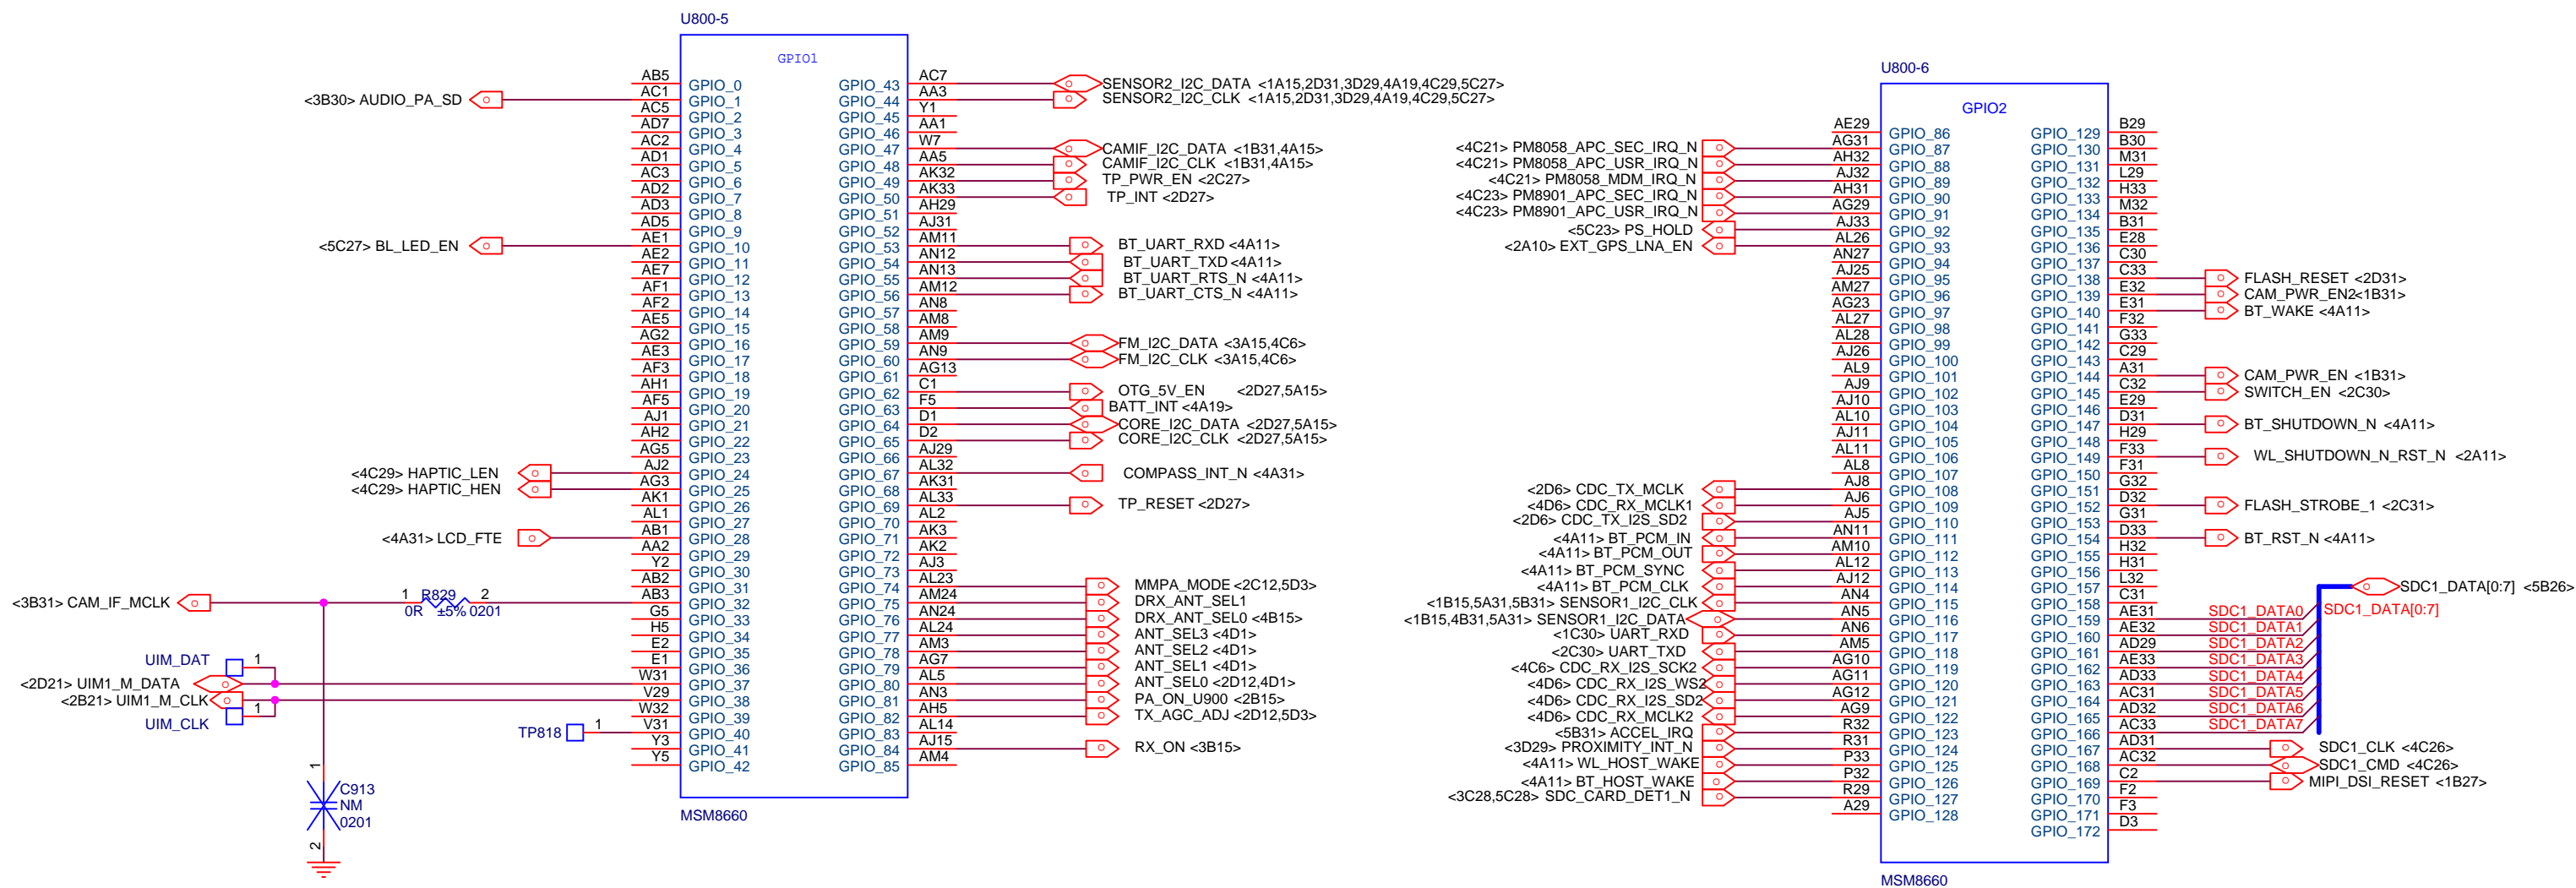 U800-5
GPIO1
AB5 GPIO_0 GPIO_43 AC7 SENSOR2_I2C_DATA <1A15,2D31,3D29,4A19,4C29,5C27>
<3B30> AUDIO_PA_SD AC1 GPIO_1 GPIO_44 AA3 SENSOR2_I2C_CLK <1A15,2D31,3D29,4A19,4C29,5C27>
AC5 GPIO_2 GPIO_45 Y1
AD7 GPIO_3 GPIO_46 AA1
AC2 GPIO_4 GPIO_47 W7 CAMIF_I2C_DATA <1B31,4A15>
AD1 GPIO_5 GPIO_48 AA5 CAMIF_I2C_CLK <1B31,4A15>
AC3 GPIO_6 GPIO_49 AK32 TP_PWR_EN <2C27>
AD2 GPIO_7 GPIO_50 AK33 TP_INT <2D27>
AD3 GPIO_8 GPIO_51 AH29
AD5 GPIO_9 GPIO_52 AJ31
<5C27> BL_LED_EN AE1 GPIO_10 GPIO_53 AM11 BT_UART_RXD <4A11>
AE2 GPIO_11 GPIO_54 AN12 BT_UART_TXD <4A11>
AE7 GPIO_12 GPIO_55 AN13 BT_UART_RTS_N <4A11>
AF1 GPIO_13 GPIO_56 AM12 BT_UART_CTS_N <4A11>
AF2 GPIO_14 GPIO_57 AN8
AE5 GPIO_15 GPIO_58 AM8
AG2 GPIO_16 GPIO_59 AM9 FM_I2C_DATA <3A15,4C6>
AE3 GPIO_17 GPIO_60 AN9 FM_I2C_CLK <3A15,4C6>
AF3 GPIO_18 GPIO_61 AG13
AH1 GPIO_19 GPIO_62 C1 OTG_5V_EN <2D27,5A15>
AF5 GPIO_20 GPIO_63 F5 BATT_INT <4A19>
AJ1 GPIO_21 GPIO_64 D1 CORE_I2C_DATA <2D27,5A15>
AH2 GPIO_22 GPIO_65 D2 CORE_I2C_CLK <2D27,5A15>
AG5 GPIO_23 GPIO_66 AJ29
<4C29> HAPTIC_LEN AJ2 GPIO_24 GPIO_67 AL32 COMPASS_INT_N <4A31>
<4C29> HAPTIC_HEN AG3 GPIO_25 GPIO_68 AK31
AK1 GPIO_26 GPIO_69 AL33 TP_RESET <2D27>
AL1 GPIO_27 GPIO_70 AL2
<4A31> LCD_FTE AB1 GPIO_28 GPIO_71 AK3
AA2 GPIO_29 GPIO_72 AK2
Y2 GPIO_30 GPIO_73 AJ3
AB2 GPIO_31 GPIO_74 AL23 MMPA_MODE <2C12,5D3>
<3B31> CAM_IF_MCLK 1 R829 2 AB3 GPIO_32 GPIO_75 AM24 DRX_ANT_SEL1
0R ±5% 0201
G5 GPIO_33 GPIO_76 AN24 DRX_ANT_SEL0 <4B15>
H5 GPIO_34 GPIO_77 AL24 ANT_SEL3 <4D1>
E2 GPIO_35 GPIO_78 AM3 ANT_SEL2 <4D1>
UIM_DAT 1 E1 GPIO_36 GPIO_79 AG7 ANT_SEL1 <4D1>
<2D21> UIM1_M_DATA W31 GPIO_37 GPIO_80 AL5 ANT_SEL0 <2D12,4D1>
<2B21> UIM1_M_CLK V29 GPIO_38 GPIO_81 AN3 PA_ON_U900 <2B15>
UIM_CLK 1 W32 GPIO_39 GPIO_82 AH5 TX_AGC_ADJ <2D12,5D3>
TP818 1 V31 GPIO_40 GPIO_83 AL14
Y3 GPIO_41 GPIO_84 AJ15 RX_ON <3B15>
Y5 GPIO_42 GPIO_85 AM4
1
C913
NM
0201
2
MSM8660
U800-6
GPIO2
AE29 GPIO_86 GPIO_129 B29
<4C21> PM8058_APC_SEC_IRQ_N AG31 GPIO_87 GPIO_130 B30
<4C21> PM8058_APC_USR_IRQ_N AH32 GPIO_88 GPIO_131 M31
<4C21> PM8058_MDM_IRQ_N AJ32 GPIO_89 GPIO_132 L29
<4C23> PM8901_APC_SEC_IRQ_N AH31 GPIO_90 GPIO_133 H33
<4C23> PM8901_APC_USR_IRQ_N AG29 GPIO_91 GPIO_134 M32
<5C23> PS_HOLD AJ33 GPIO_92 GPIO_135 B31
<2A10> EXT_GPS_LNA_EN AL26 GPIO_93 GPIO_136 E28
AN27 GPIO_94 GPIO_137 C30
AJ25 GPIO_95 GPIO_138 C33 FLASH_RESET <2D31>
AM27 GPIO_96 GPIO_139 E32 CAM_PWR_EN2<1B31>
AG23 GPIO_97 GPIO_140 E31 BT_WAKE <4A11>
AL27 GPIO_98 GPIO_141 F32
AL28 GPIO_99 GPIO_142 G33
AJ26 GPIO_100 GPIO_143 C29
AL9 GPIO_101 GPIO_144 A31 CAM_PWR_EN <1B31>
AJ9 GPIO_102 GPIO_145 C32 SWITCH_EN <2C30>
AJ10 GPIO_103 GPIO_146 E29
AL10 GPIO_104 GPIO_147 D31 BT_SHUTDOWN_N <4A11>
AJ11 GPIO_105 GPIO_148 H29
AL11 GPIO_106 GPIO_149 F33 WL_SHUTDOWN_N_RST_N <2A11>
AL8 GPIO_107 GPIO_150 F31
<2D6> CDC_TX_MCLK AJ8 GPIO_108 GPIO_151 G32
<4D6> CDC_RX_MCLK1 AJ6 GPIO_109 GPIO_152 D32 FLASH_STROBE_1 <2C31>
<2D6> CDC_TX_I2S_SD2 AJ5 GPIO_110 GPIO_153 G31
<4A11> BT_PCM_IN AN11 GPIO_111 GPIO_154 D33 BT_RST_N <4A11>
<4A11> BT_PCM_OUT AM10 GPIO_112 GPIO_155 H32
<4A11> BT_PCM_SYNC AL12 GPIO_113 GPIO_156 H31
<4A11> BT_PCM_CLK AJ12 GPIO_114 GPIO_157 L32 SDC1_DATA[0:7] <5B26>
<1B15,5A31,5B31> SENSOR1_I2C_CLK AN4 GPIO_115 GPIO_158 C31
<1B15,4B31,5A31> SENSOR1_I2C_DATA AN5 GPIO_116 GPIO_159 AE31 SDC1_DATA0 SDC1_DATA[0:7]
<1C30> UART_RXD AN6 GPIO_117 GPIO_160 AE32 SDC1_DATA1
<2C30> UART_TXD AM5 GPIO_118 GPIO_161 AD29 SDC1_DATA2
<4C6> CDC_RX_I2S_SCK2 AG10 GPIO_119 GPIO_162 AE33 SDC1_DATA3
<4D6> CDC_RX_I2S_WS2 AG11 GPIO_120 GPIO_163 AD33 SDC1_DATA4
<4D6> CDC_RX_I2S_SD2 AG12 GPIO_121 GPIO_164 AC31 SDC1_DATA5
<4D6> CDC_RX_MCLK2 AG9 GPIO_122 GPIO_165 AD32 SDC1_DATA6
<5B31> ACCEL_IRQ R32 GPIO_123 GPIO_166 AC33 SDC1_DATA7
<3D29> PROXIMITY_INT_N R31 GPIO_124 GPIO_167 AD31 SDC1_CLK <4C26>
<4A11> WL_HOST_WAKE P33 GPIO_125 GPIO_168 AC32 SDC1_CMD <4C26>
<4A11> BT_HOST_WAKE P32 GPIO_126 GPIO_169 C2 MIPI_DSI_RESET <1B27>
<3C28,5C28> SDC_CARD_DET1_N R29 GPIO_127 GPIO_170 F2
A29 GPIO_128 GPIO_171 F3
GPIO_172 D3
MSM8660